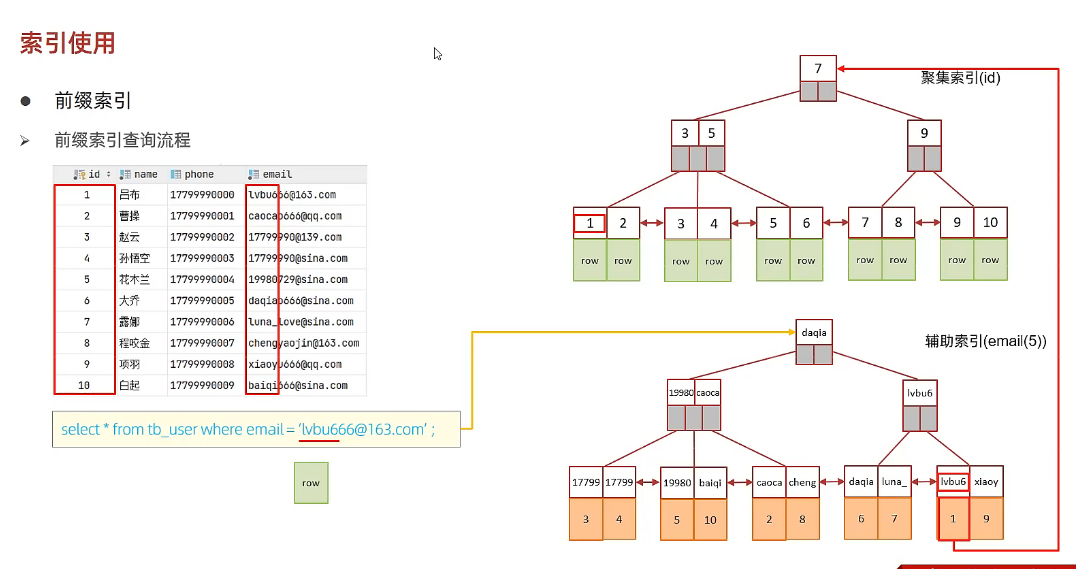 索引使用
● 前缀索引
➢ 前缀索引查询流程
id name phone email
1 吕布 17799990000 lvbu666@163.com
2 曹操 17799990001 caocao666@qq.com
3 赵云 17799990002 17799990@139.com
4 孙悟空 17799990003 17799990@sina.com
5 花木兰 17799990004 19980729@sina.com
6 大乔 17799990005 daqiao666@sina.com
7 露娜 17799990006 luna_love@sina.com
8 程咬金 17799990007 chengyaojin@163.com
9 项羽 17799990008 xiaoyu666@qq.com
10 白起 17799990009 baiqi666@sina.com
select * from tb_user where email = ‘lvbu666@163.com’ ;
row
聚集索引(id)
7
3 5 9
1 2 3 4 5 6 7 8 9 10
row row row row row row row row row row
辅助索引(email(5))
daqia
19980 caoca lvbu6
17799 17799 19980 baiqi caoca cheng daqia luna_ lvbu6 xiaoy
3 4 5 10 2 8 6 7 1 9